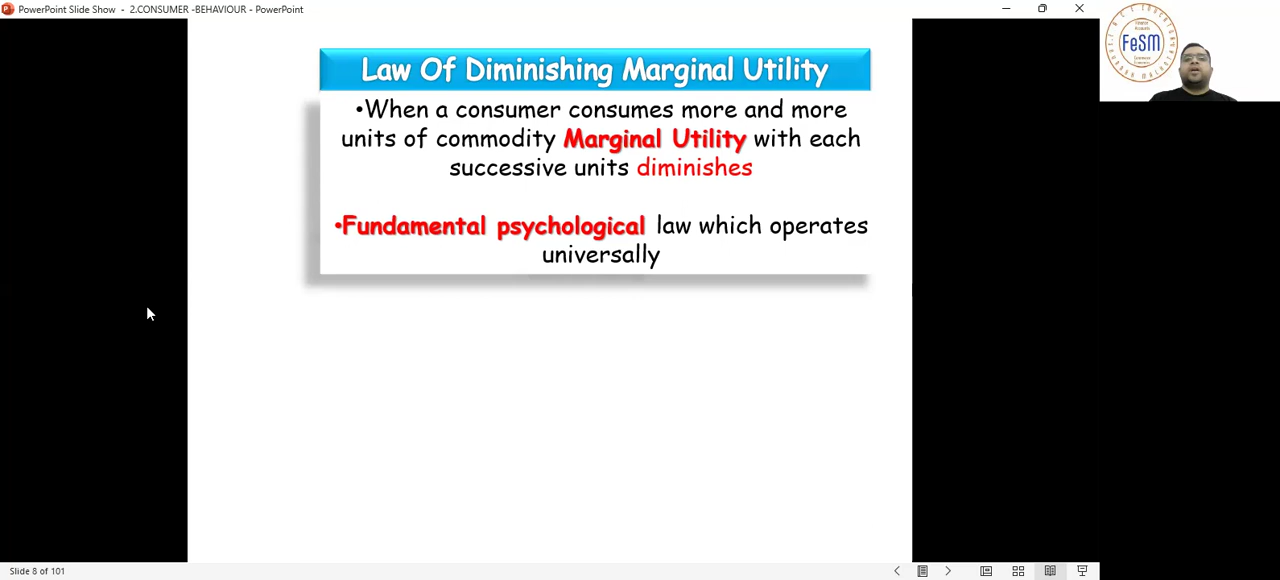 PowerPoint Slide Show - 2.CONSUMER -BEHAVIOUR - PowerPoint
FeSM
Law Of Diminishing Marginal Utility
•When a consumer consumes more and more
units of commodity Marginal Utility with each
successive units diminishes
•Fundamental psychological law which operates
universally
Slide 8 of 101